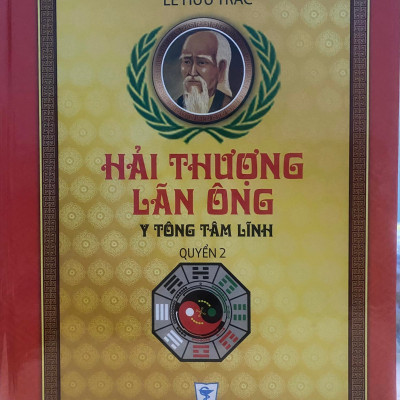 LÊ HỮU TRÁC
HẢI THƯỢNG
LÃN ÔNG
Y TÔNG TÂM LĨNH
QUYỂN 2